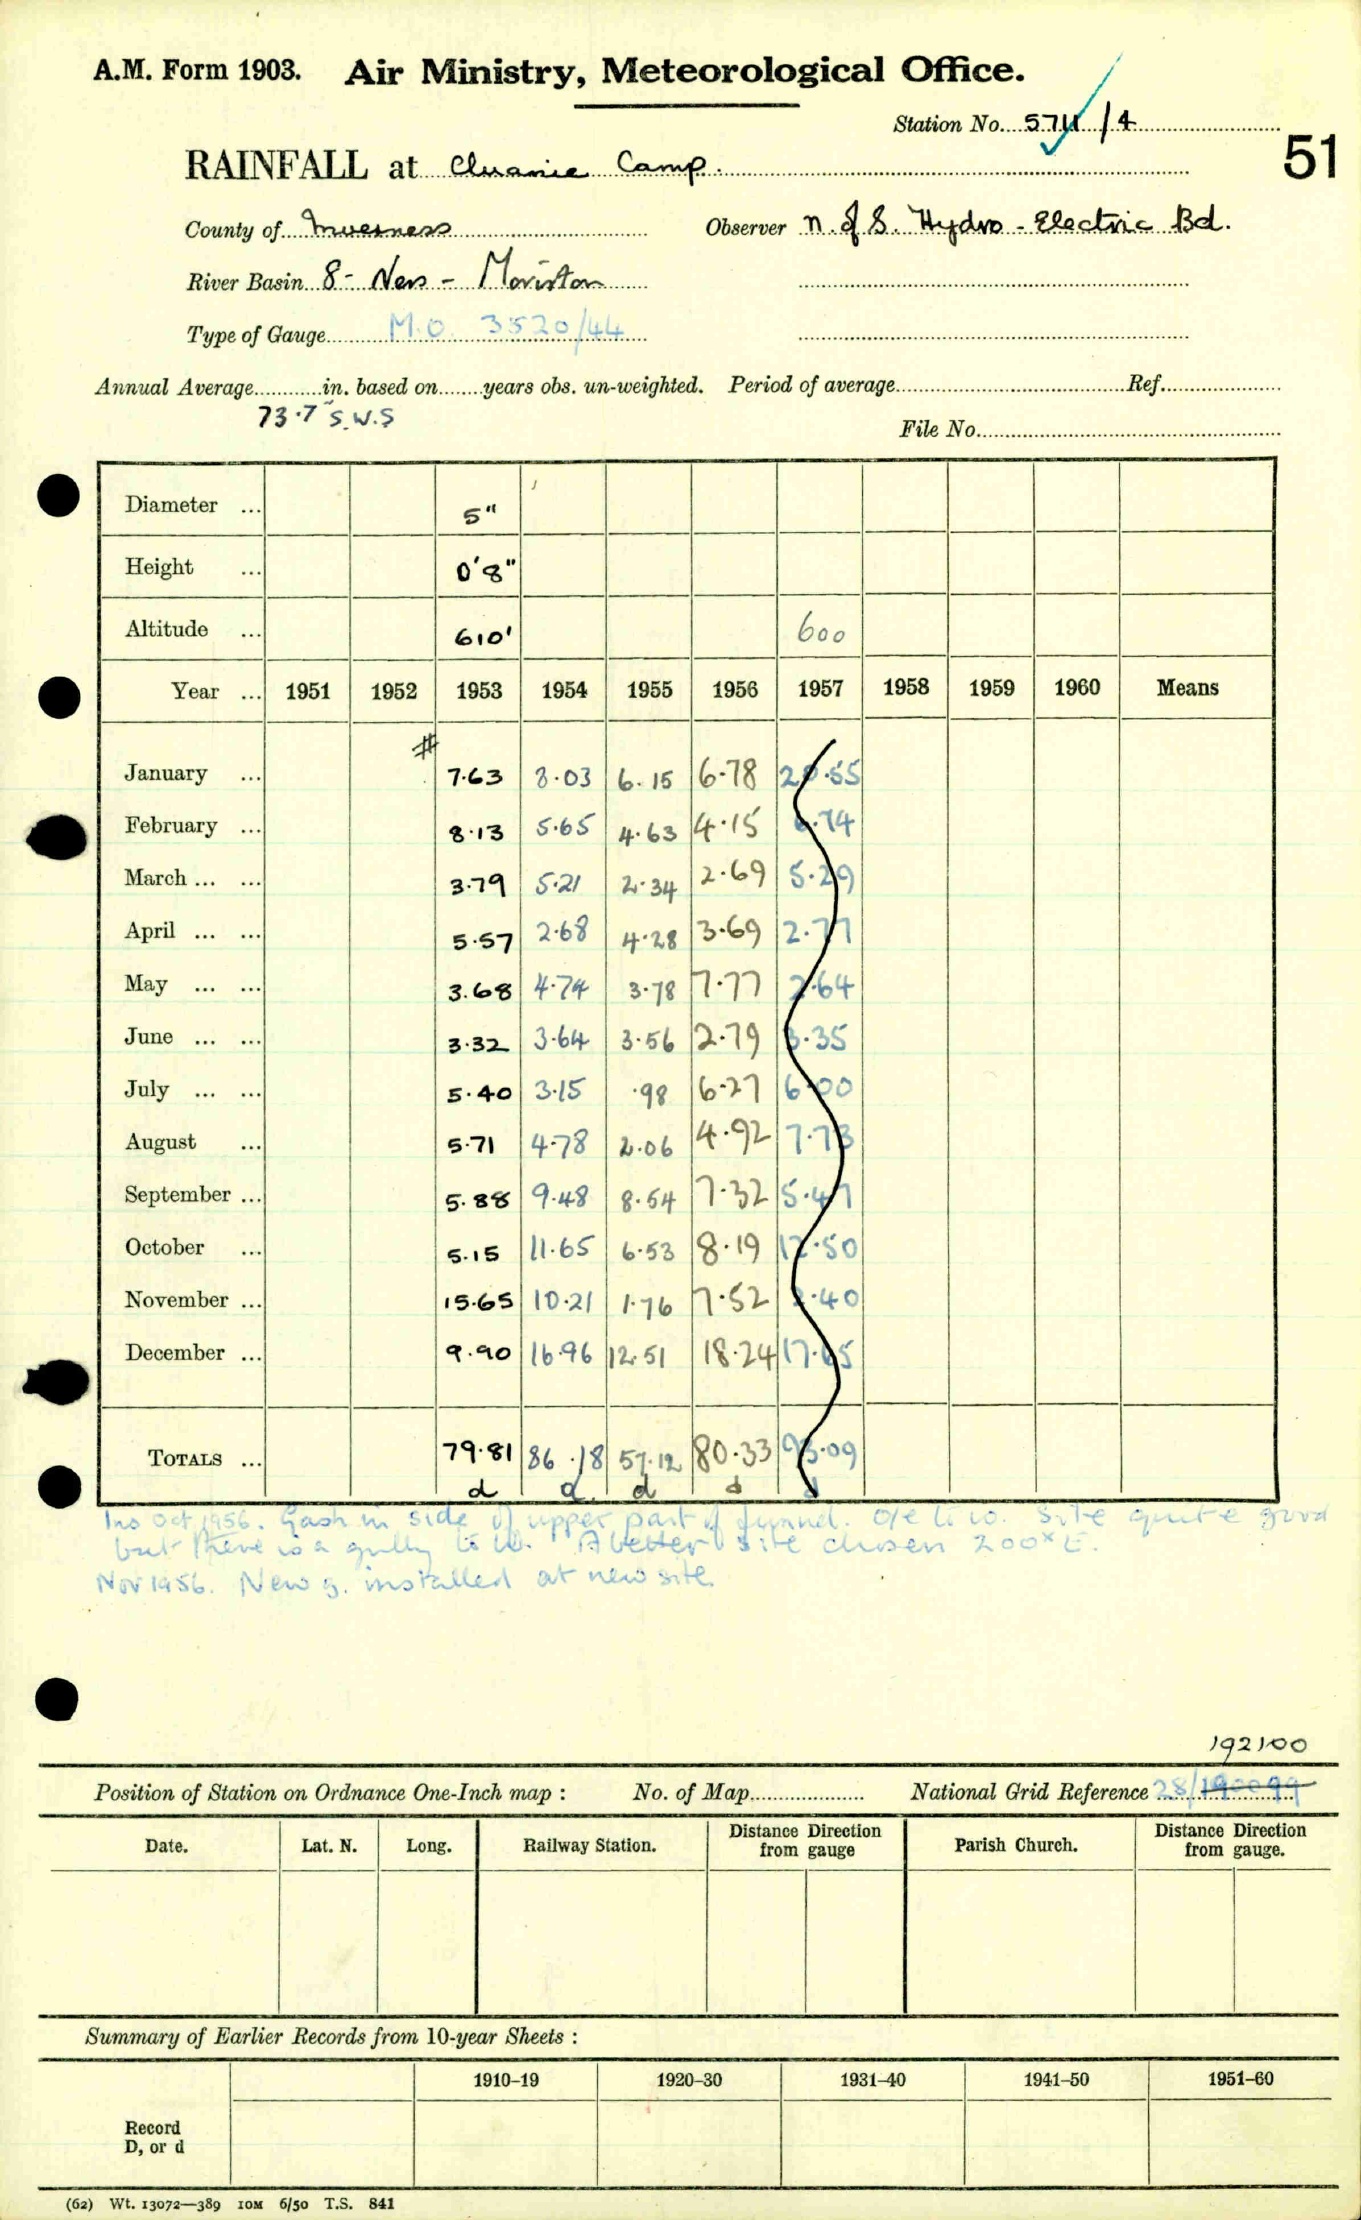 A.M. Form 1903. Air Ministry, Meteorological Office.
Station No. 5711/4
51
RAINFALL at Cluanie Camp.
County of Inverness Observer N. of S. Hydro-Electric Bd.
River Basin 8- Ness - Moriston
Type of Gauge M.O. 3520/44
Annual Average in. based on years obs. un-weighted. Period of average Ref.
73.7" S.W.S
File No.
Diameter ... 5"
Height ... 0'8"
Altitude ... 610' 600
Year ... 1951 1952 1953 1954 1955 1956 1957 1958 1959 1960 Means
#
January ... 7.63 8.03 6.15 6.78 20.55
February ... 8.13 5.65 4.63 4.15 6.74
March ... ... 3.79 5.21 2.34 2.69 5.29
April ... ... 5.57 2.68 4.28 3.69 2.77
May ... ... 3.68 4.74 3.78 7.77 2.64
June ... ... 3.32 3.64 3.56 2.79 3.35
July ... ... 5.40 3.15 .98 6.27 6.00
August ... 5.71 4.78 2.06 4.92 7.73
September ... 5.88 9.48 8.54 7.32 5.47
October ... 5.15 11.65 6.53 8.19 12.50
November ... 15.65 10.21 1.76 7.52 2.40
December ... 9.90 16.96 12.51 18.24 17.65
TOTALS ... 79.81 86.18 57.12 80.33 93.09
d d d d d
Ins Oct 1956. Gash in side of upper part of funnel. O/e to W. Site quite good
but there is a gully to W. A better site chosen 200x E.
Nov 1956. New g. installed at new site.
192100
Position of Station on Ordnance One-Inch map : No. of Map National Grid Reference 28/190099
Date. Lat. N. Long. Railway Station. Distance Direction from gauge Parish Church. Distance Direction from gauge.
Summary of Earlier Records from 10-year Sheets :
1910–19 1920–30 1931–40 1941–50 1951–60
Record
D, or d
(62) Wt. 13072—389 10M 6/50 T.S. 841